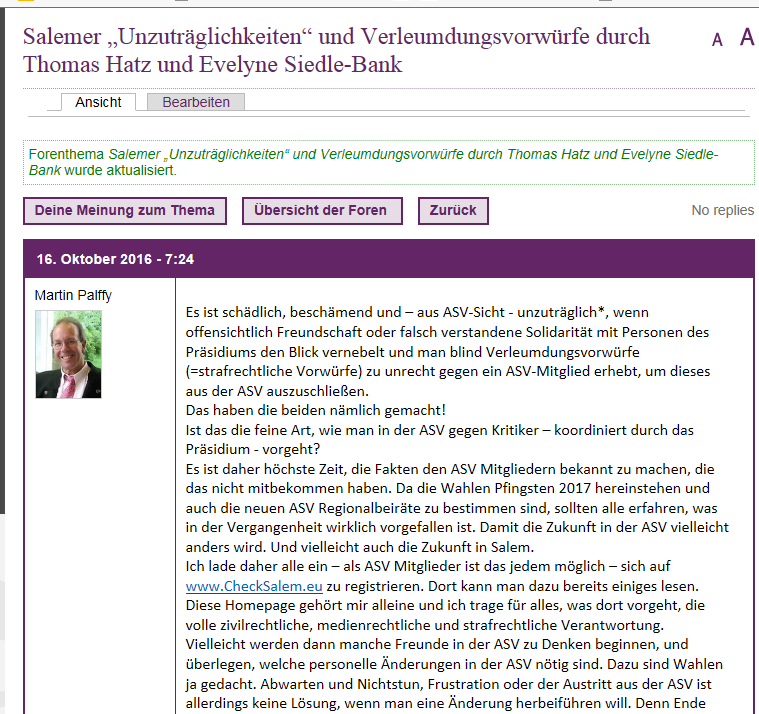 Salemer „Unzuträglichkeiten“ und Verleumdungsvorwürfe durch
Thomas Hatz und Evelyne Siedle-Bank
A A
Ansicht Bearbeiten
Forenthema Salemer „Unzuträglichkeiten“ und Verleumdungsvorwürfe durch Thomas Hatz und Evelyne Siedle-
Bank wurde aktualisiert.
Deine Meinung zum Thema Übersicht der Foren Zurück No replies
16. Oktober 2016 - 7:24
Martin Palffy
Es ist schädlich, beschämend und – aus ASV-Sicht - unzuträglich*, wenn
offensichtlich Freundschaft oder falsch verstandene Solidarität mit Personen des
Präsidiums den Blick vernebelt und man blind Verleumdungsvorwürfe
(=strafrechtliche Vorwürfe) zu unrecht gegen ein ASV-Mitglied erhebt, um dieses
aus der ASV auszuschließen.
Das haben die beiden nämlich gemacht!
Ist das die feine Art, wie man in der ASV gegen Kritiker – koordiniert durch das
Präsidium - vorgeht?
Es ist daher höchste Zeit, die Fakten den ASV Mitgliedern bekannt zu machen, die
das nicht mitbekommen haben. Da die Wahlen Pfingsten 2017 hereinstehen und
auch die neuen ASV Regionalbeiräte zu bestimmen sind, sollten alle erfahren, was
in der Vergangenheit wirklich vorgefallen ist. Damit die Zukunft in der ASV vielleicht
anders wird. Und vielleicht auch die Zukunft in Salem.
Ich lade daher alle ein – als ASV Mitglieder ist das jedem möglich – sich auf
www.CheckSalem.eu zu registrieren. Dort kann man dazu bereits einiges lesen.
Diese Homepage gehört mir alleine und ich trage für alles, was dort vorgeht, die
volle zivilrechtliche, medienrechtliche und strafrechtliche Verantwortung.
Vielleicht werden dann manche Freunde in der ASV zu Denken beginnen, und
überlegen, welche personelle Änderungen in der ASV nötig sind. Dazu sind Wahlen
ja gedacht. Abwarten und Nichtstun, Frustration oder der Austritt aus der ASV ist
allerdings keine Lösung, wenn man eine Änderung herbeiführen will. Denn Ende